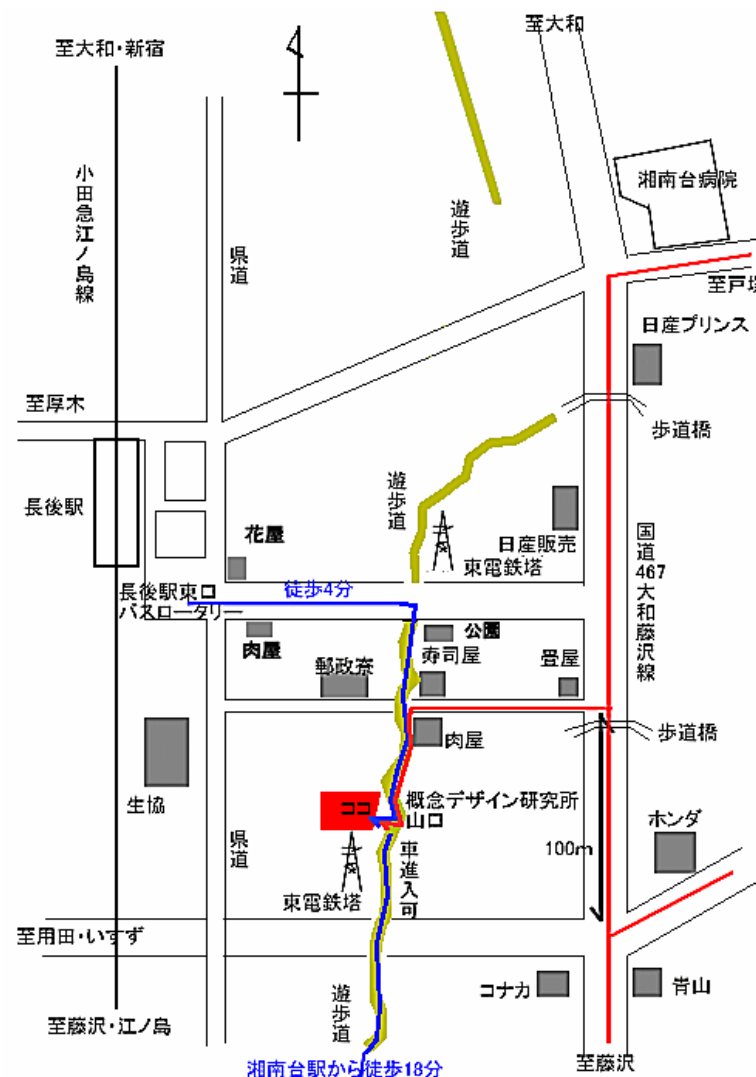 至大和・新宿
至大和
小田急江ノ島線
県道
遊歩道
湘南台病院
至戸塚
日産プリンス
至厚木
歩道橋
長後駅
遊歩道
花屋
日産販売
東電鉄塔
国道467大和藤沢線
徒歩4分
長後駅東口
バスロータリー
肉屋
公園
郵政寮
寿司屋
畳屋
肉屋
歩道橋
生協
ココ
概念デザイン研究所
山口
ホンダ
県道
100m
車進入可
東電鉄塔
至用田・いすず
コナカ
青山
遊歩道
至藤沢・江ノ島
至藤沢
湘南台駅から徒歩18分